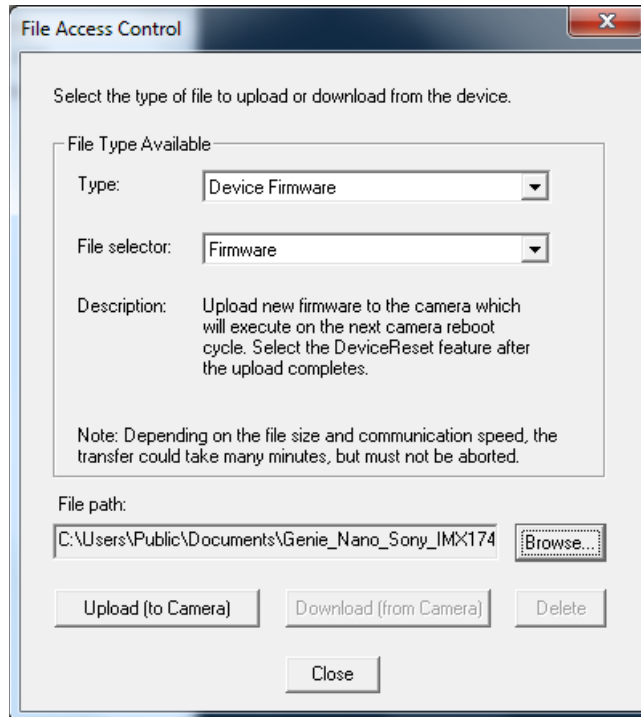 File Access Control
Select the type of file to upload or download from the device.
File Type Available
Type:
Device Firmware
File selector:
Firmware
Description:
Upload new firmware to the camera which
will execute on the next camera reboot
cycle. Select the DeviceReset feature after
the upload completes.
Note: Depending on the file size and communication speed, the
transfer could take many minutes, but must not be aborted.
File path:
C:\Users\Public\Documents\Genie_Nano_Sony_IMX174
Browse...
Upload (to Camera)
Download (from Camera)
Delete
Close